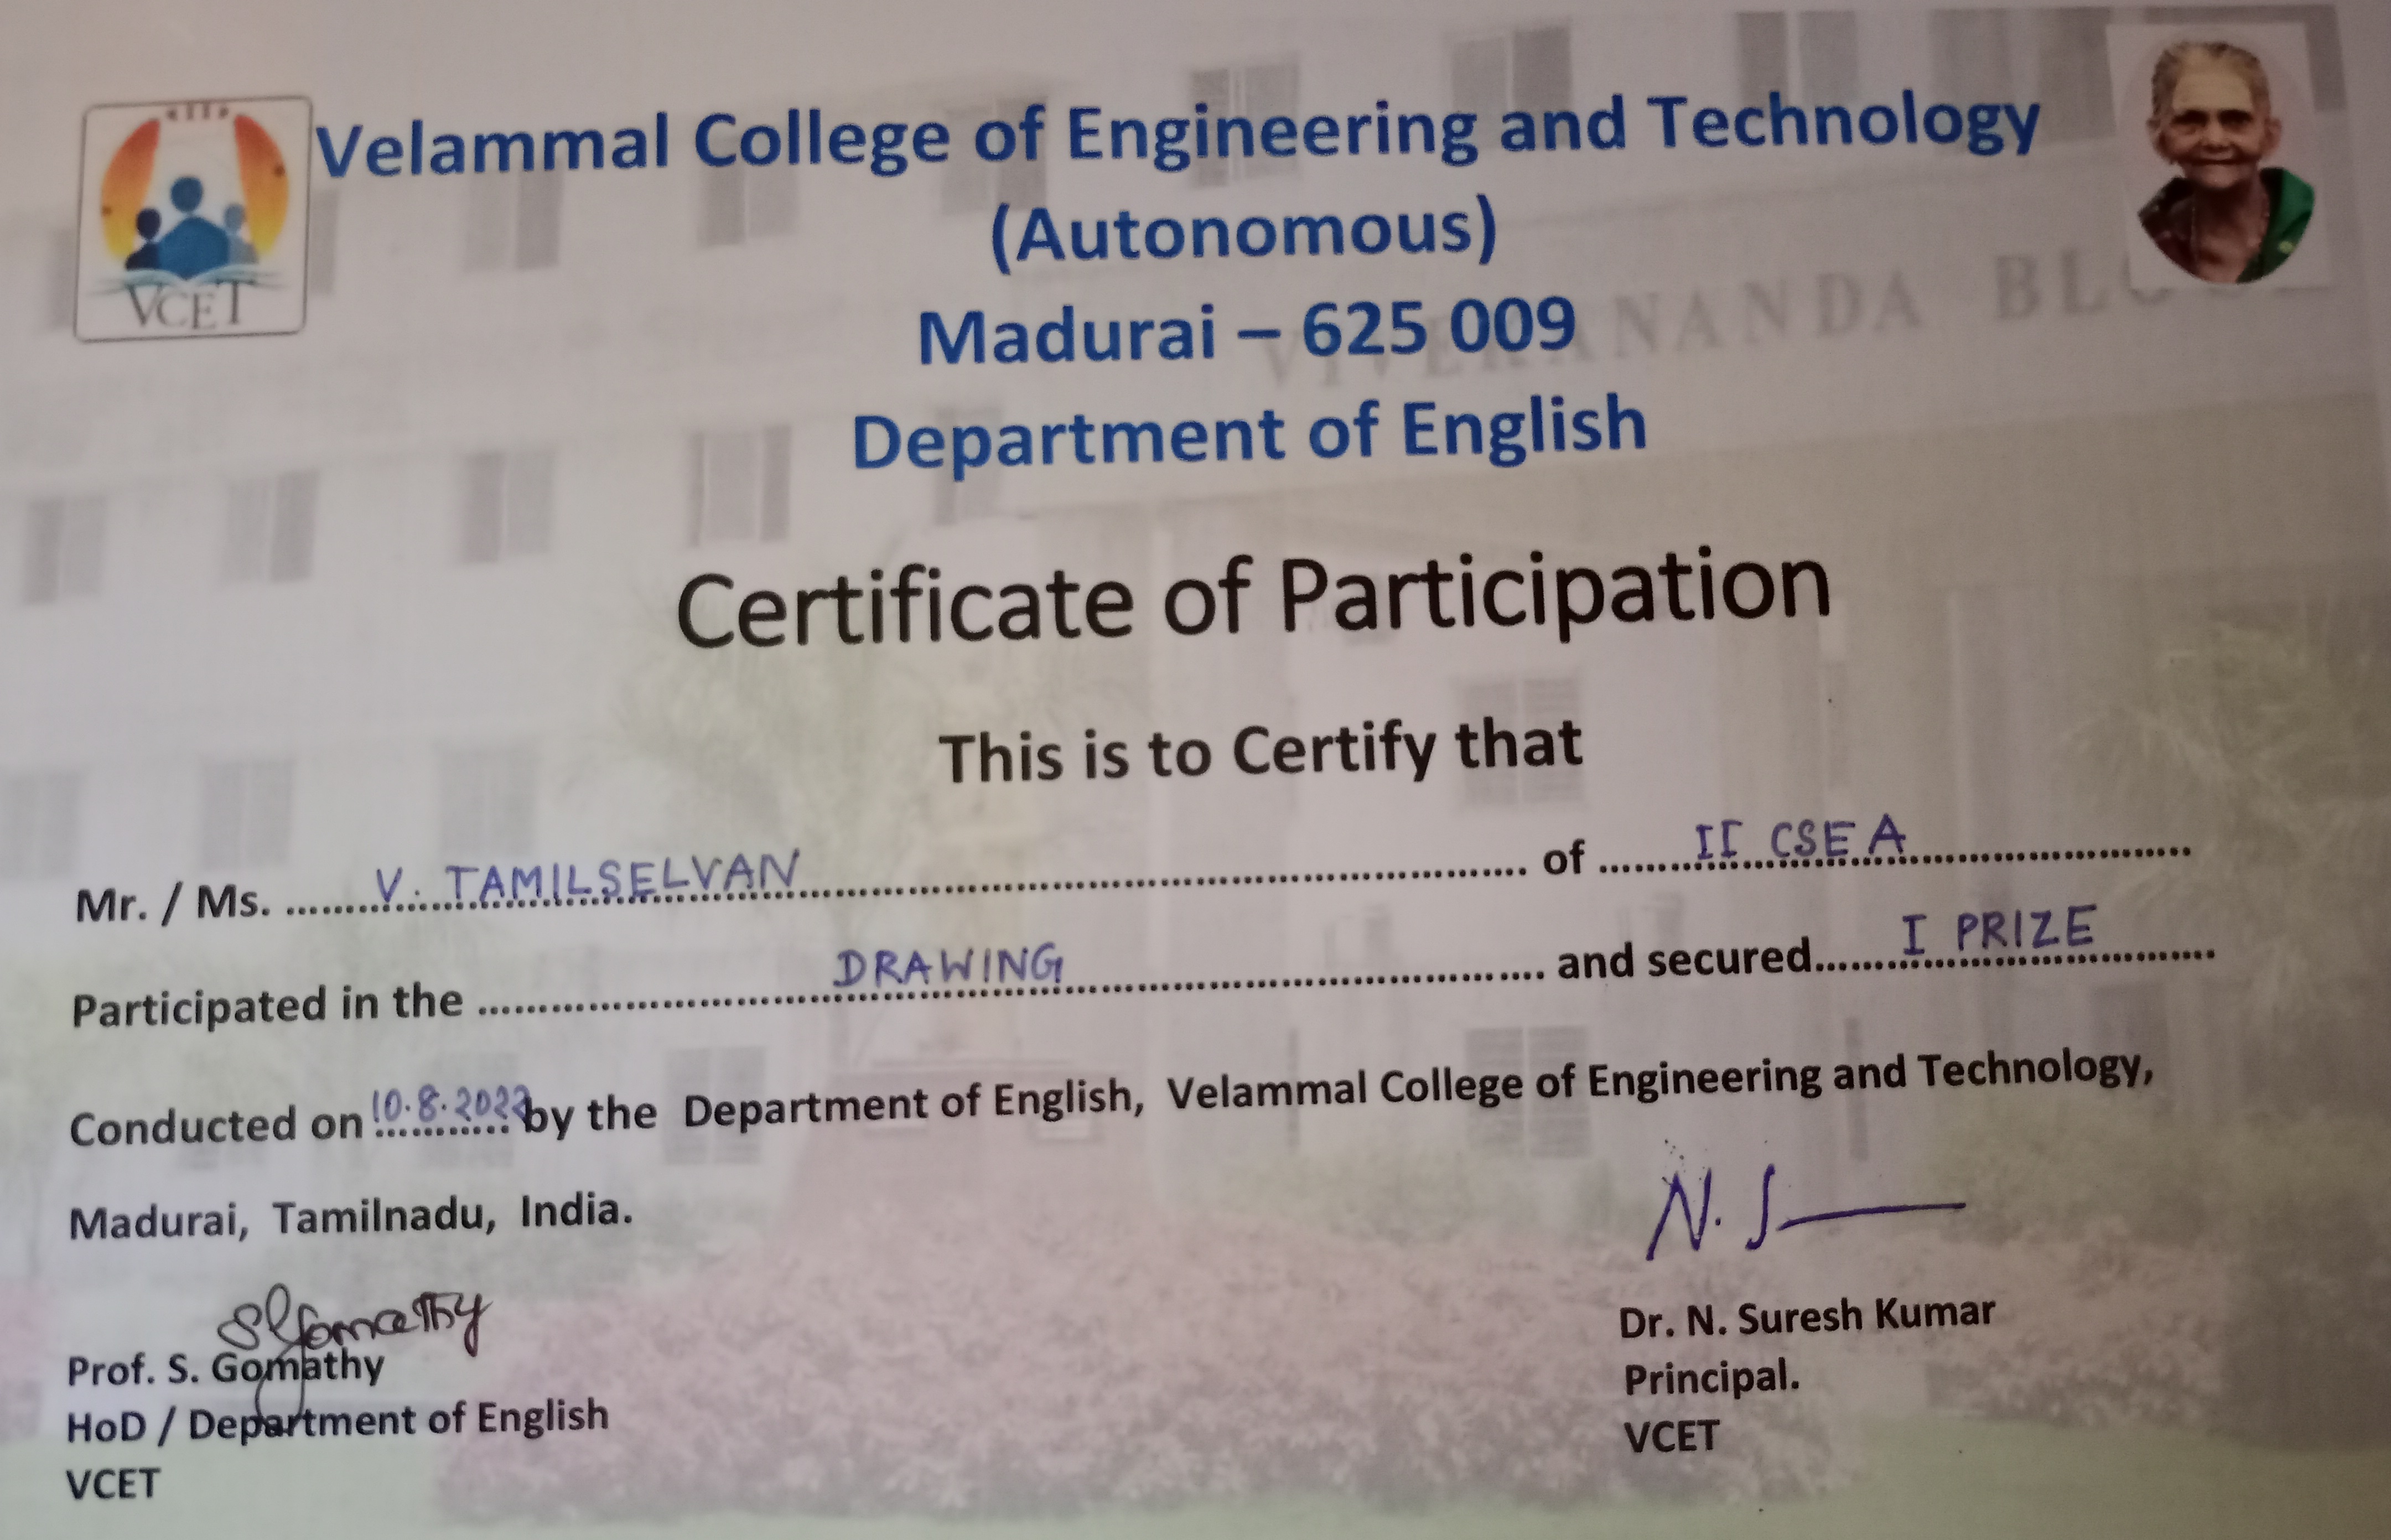 Velammal College of Engineering and Technology
(Autonomous)
Madurai – 625 009
Department of English
VCET
VIVEKANANDA BLOCK
Certificate of Participation
This is to Certify that
Mr. / Ms. ........V. TAMILSELVAN........ of ........II CSE A........
Participated in the ........DRAWING........ and secured........I PRIZE........
Conducted on 10.8.2022 by the Department of English, Velammal College of Engineering and Technology,
Madurai, Tamilnadu, India.
N. S
SGomathy
Prof. S. Gomathy
HoD / Department of English
VCET
Dr. N. Suresh Kumar
Principal.
VCET